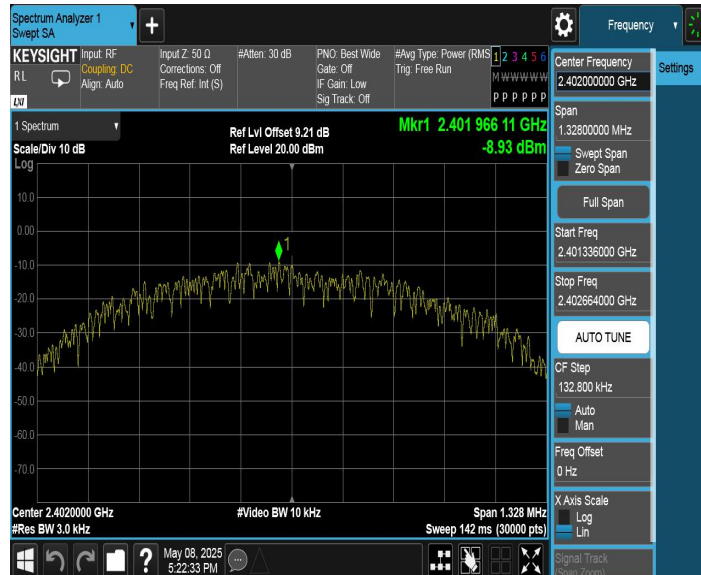 Spectrum Analyzer 1
Swept SA
+
Frequency
KEYSIGHT
RL
LXI
Input: RF
Coupling: DC
Align: Auto
Input Z: 50 Ω
Corrections: Off
Freq Ref: Int (S)
#Atten: 30 dB
PNO: Best Wide
Gate: Off
IF Gain: Low
Sig Track: Off
#Avg Type: Power (RMS
Trig: Free Run
1 2 3 4 5 6
M W W W W W
P P P P P P
1 Spectrum
Scale/Div 10 dB
Log
Ref Lvl Offset 9.21 dB
Ref Level 20.00 dBm
Mkr1 2.401 966 11 GHz
-8.93 dBm
10.0
0.00
-10.0
-20.0
-30.0
-40.0
-50.0
-60.0
-70.0
1
Center 2.4020000 GHz
#Res BW 3.0 kHz
#Video BW 10 kHz
Span 1.328 MHz
Sweep 142 ms (30000 pts)
?
May 08, 2025
5:22:33 PM
Center Frequency
2.402000000 GHz
Settings
Span
1.32800000 MHz
Swept Span
Zero Span
Full Span
Start Freq
2.401336000 GHz
Stop Freq
2.402664000 GHz
AUTO TUNE
CF Step
132.800 kHz
Auto
Man
Freq Offset
0 Hz
X Axis Scale
Log
Lin
Signal Track
(Span Zoom)